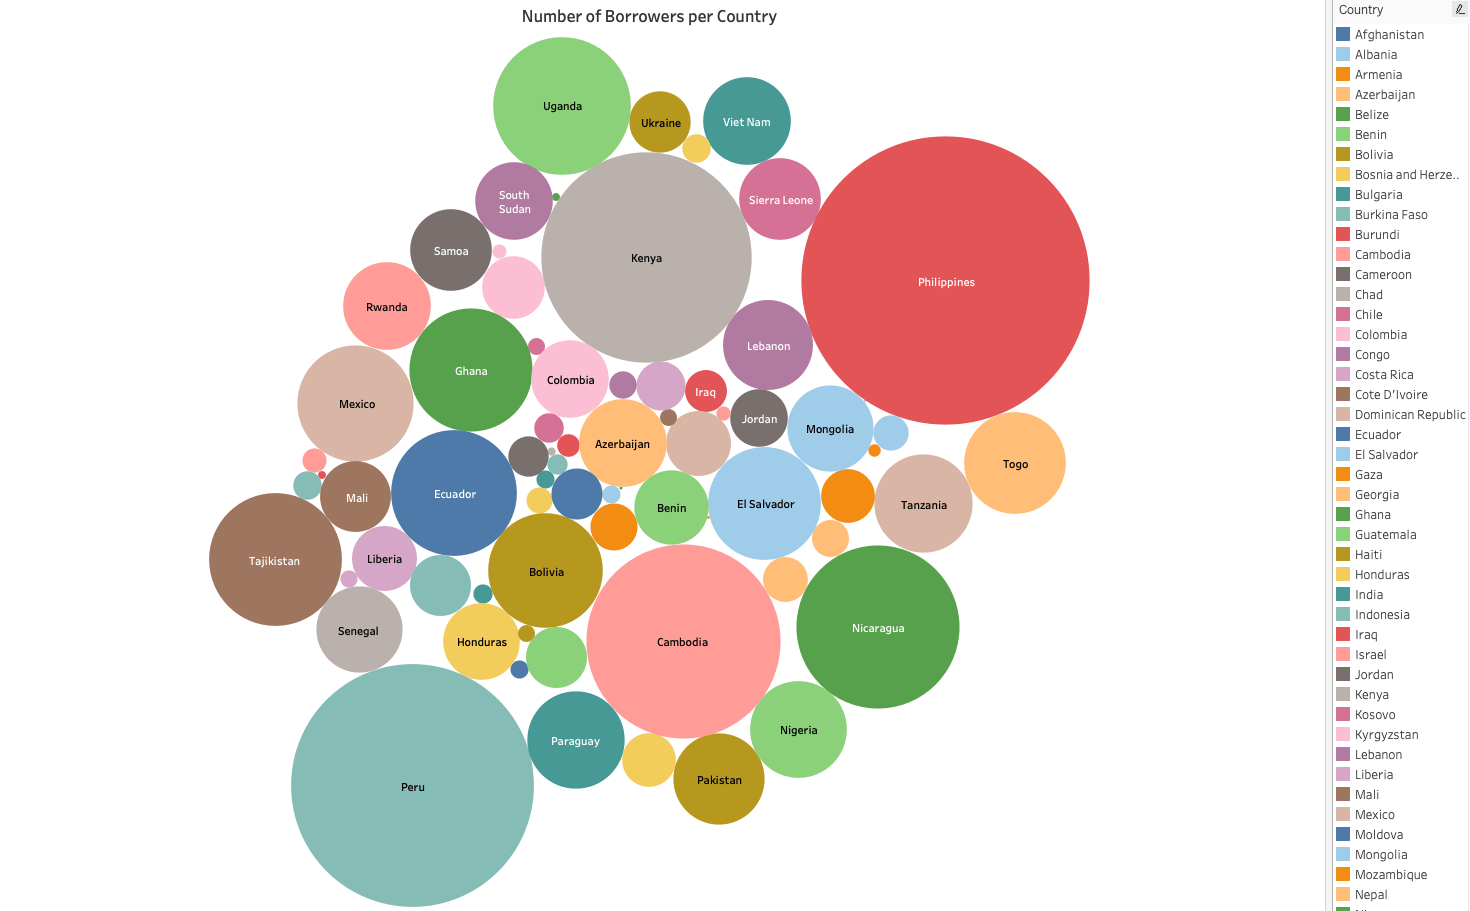 Number of Borrowers per Country
Uganda
Ukraine
Viet Nam
South
Sudan
Sierra Leone
Samoa
Kenya
Philippines
Rwanda
Lebanon
Ghana
Colombia
Iraq
Mexico
Jordan
Mongolia
Azerbaijan
Togo
Ecuador
Mali
Benin
El Salvador
Tanzania
Tajikistan
Liberia
Bolivia
Senegal
Honduras
Cambodia
Nicaragua
Nigeria
Paraguay
Pakistan
Peru
Country
Afghanistan
Albania
Armenia
Azerbaijan
Belize
Benin
Bolivia
Bosnia and Herze..
Bulgaria
Burkina Faso
Burundi
Cambodia
Cameroon
Chad
Chile
Colombia
Congo
Costa Rica
Cote D'Ivoire
Dominican Republic
Ecuador
El Salvador
Gaza
Georgia
Ghana
Guatemala
Haiti
Honduras
India
Indonesia
Iraq
Israel
Jordan
Kenya
Kosovo
Kyrgyzstan
Lebanon
Liberia
Mali
Mexico
Moldova
Mongolia
Mozambique
Nepal